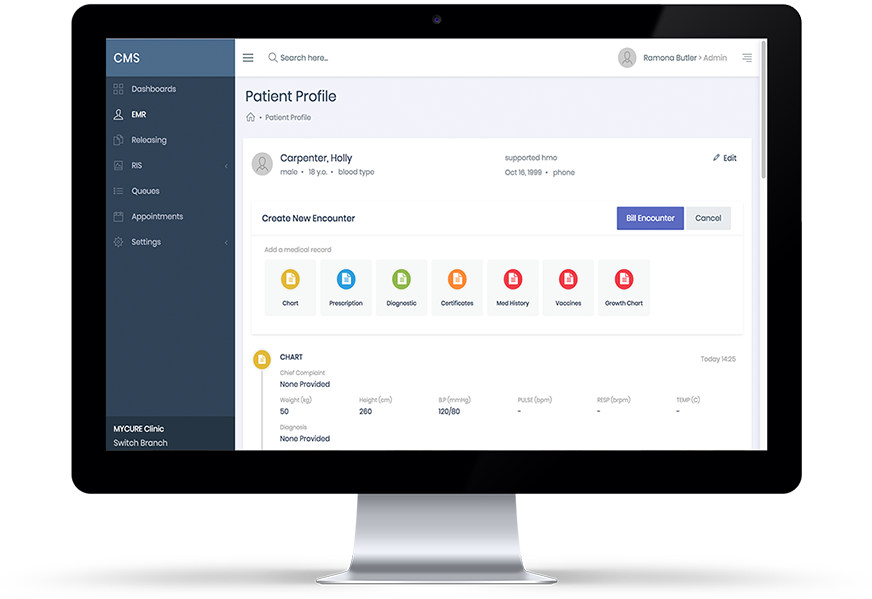 CMS
Search here..
Ramona Butler > Admin
Dashboards
EMR
Releasing
RIS
Queues
Appointments
Settings
MYCURE Clinic
Switch Branch
Patient Profile
• Patient Profile
Carpenter, Holly
male • 18 y.o. • blood type
supported hmo
Oct 16, 1999 • phone
Edit
Create New Encounter
Bill Encounter
Cancel
Add a medical record
Chart
Prescription
Diagnostic
Certificates
Med History
Vaccines
Growth Chart
CHART
Today 14:25
Chief Complaint
None Provided
Weight (kg) Height (cm) B.P (mmHg) PULSE (bpm) RESP (brpm) TEMP (C)
50 260 120/80 - - -
Diagnosis
None Provided